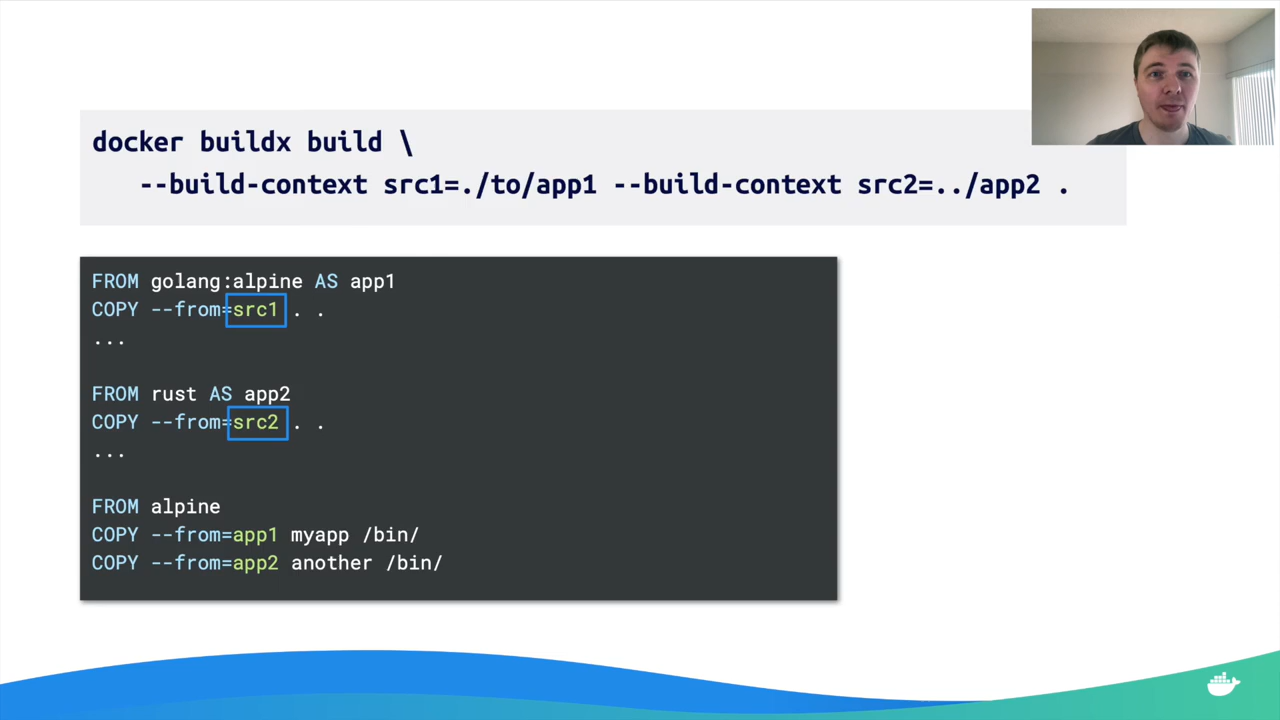 docker buildx build \
--build-context src1=./to/app1 --build-context src2=../app2 .
FROM golang:alpine AS app1
COPY --from=src1 . .
...
FROM rust AS app2
COPY --from=src2 . .
...
FROM alpine
COPY --from=app1 myapp /bin/
COPY --from=app2 another /bin/